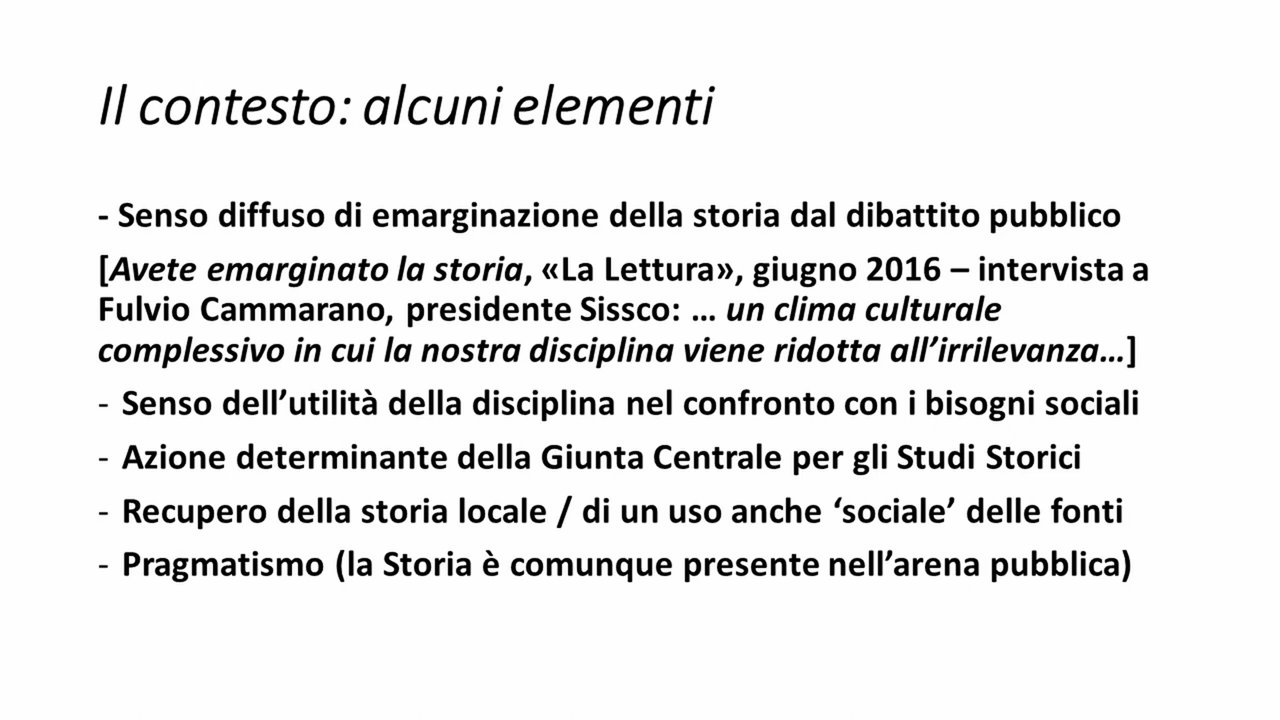 Il contesto: alcuni elementi
- Senso diffuso di emarginazione della storia dal dibattito pubblico
[Avete emarginato la storia, «La Lettura», giugno 2016 – intervista a
Fulvio Cammarano, presidente Sissco: … un clima culturale
complessivo in cui la nostra disciplina viene ridotta all’irrilevanza…]
- Senso dell’utilità della disciplina nel confronto con i bisogni sociali
- Azione determinante della Giunta Centrale per gli Studi Storici
- Recupero della storia locale / di un uso anche ‘sociale’ delle fonti
- Pragmatismo (la Storia è comunque presente nell’arena pubblica)